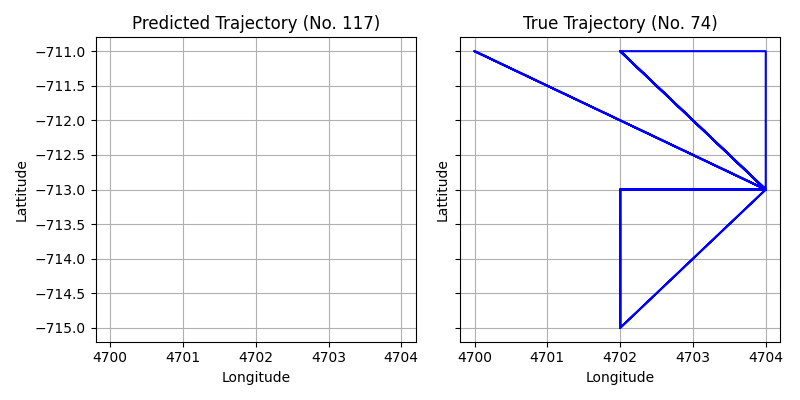 Predicted Trajectory (No. 117)
True Trajectory (No. 74)
−711.0
−711.5
−712.0
−712.5
−713.0
−713.5
−714.0
−714.5
−715.0
Lattitude
Lattitude
4700 4701 4702 4703 4704
4700 4701 4702 4703 4704
Longitude
Longitude